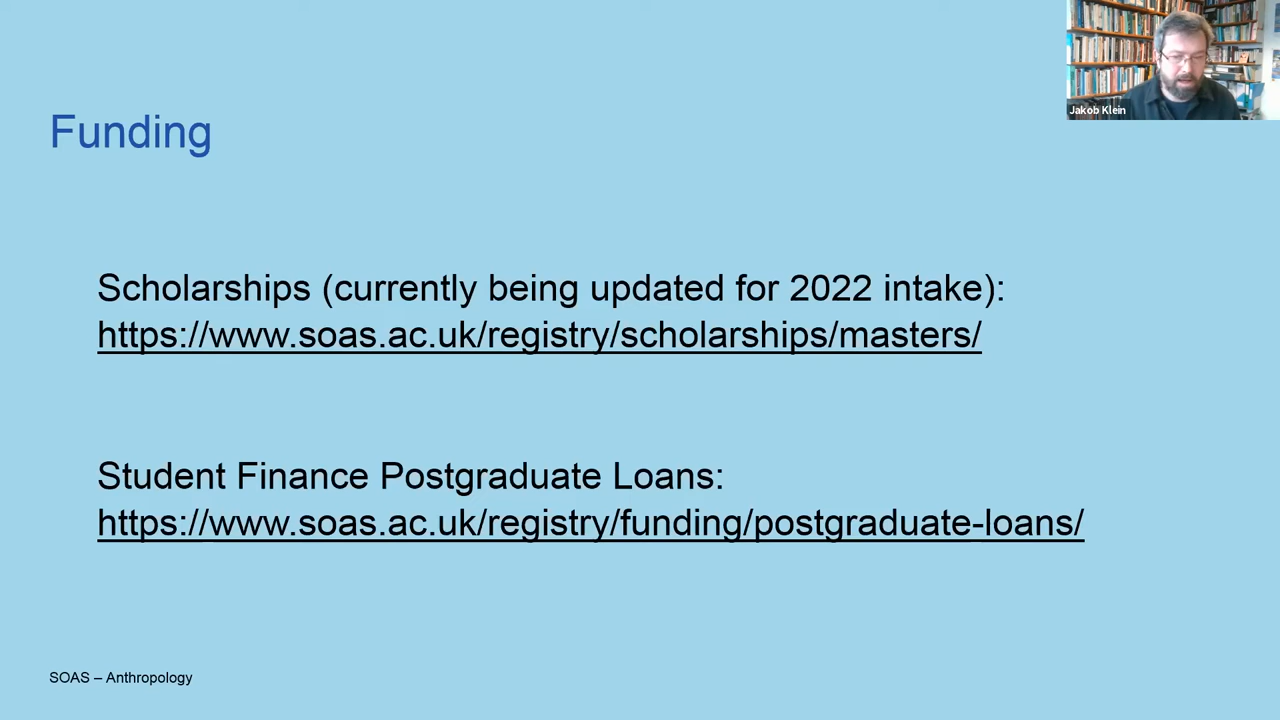 Jakob Klein
Funding
Scholarships (currently being updated for 2022 intake):
https://www.soas.ac.uk/registry/scholarships/masters/
Student Finance Postgraduate Loans:
https://www.soas.ac.uk/registry/funding/postgraduate-loans/
SOAS – Anthropology